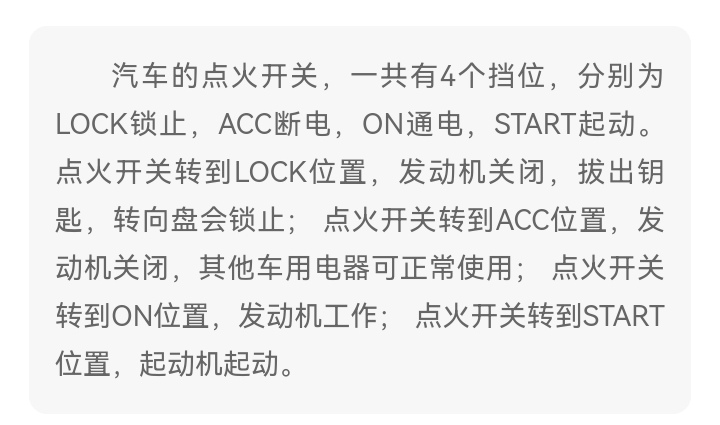 汽车的点火开关，一共有4个挡位，分别为
LOCK锁止，ACC断电，ON通电，START起动。
点火开关转到LOCK位置，发动机关闭，拔出钥
匙，转向盘会锁止； 点火开关转到ACC位置，发
动机关闭，其他车用电器可正常使用； 点火开关
转到ON位置，发动机工作； 点火开关转到START
位置，起动机起动。